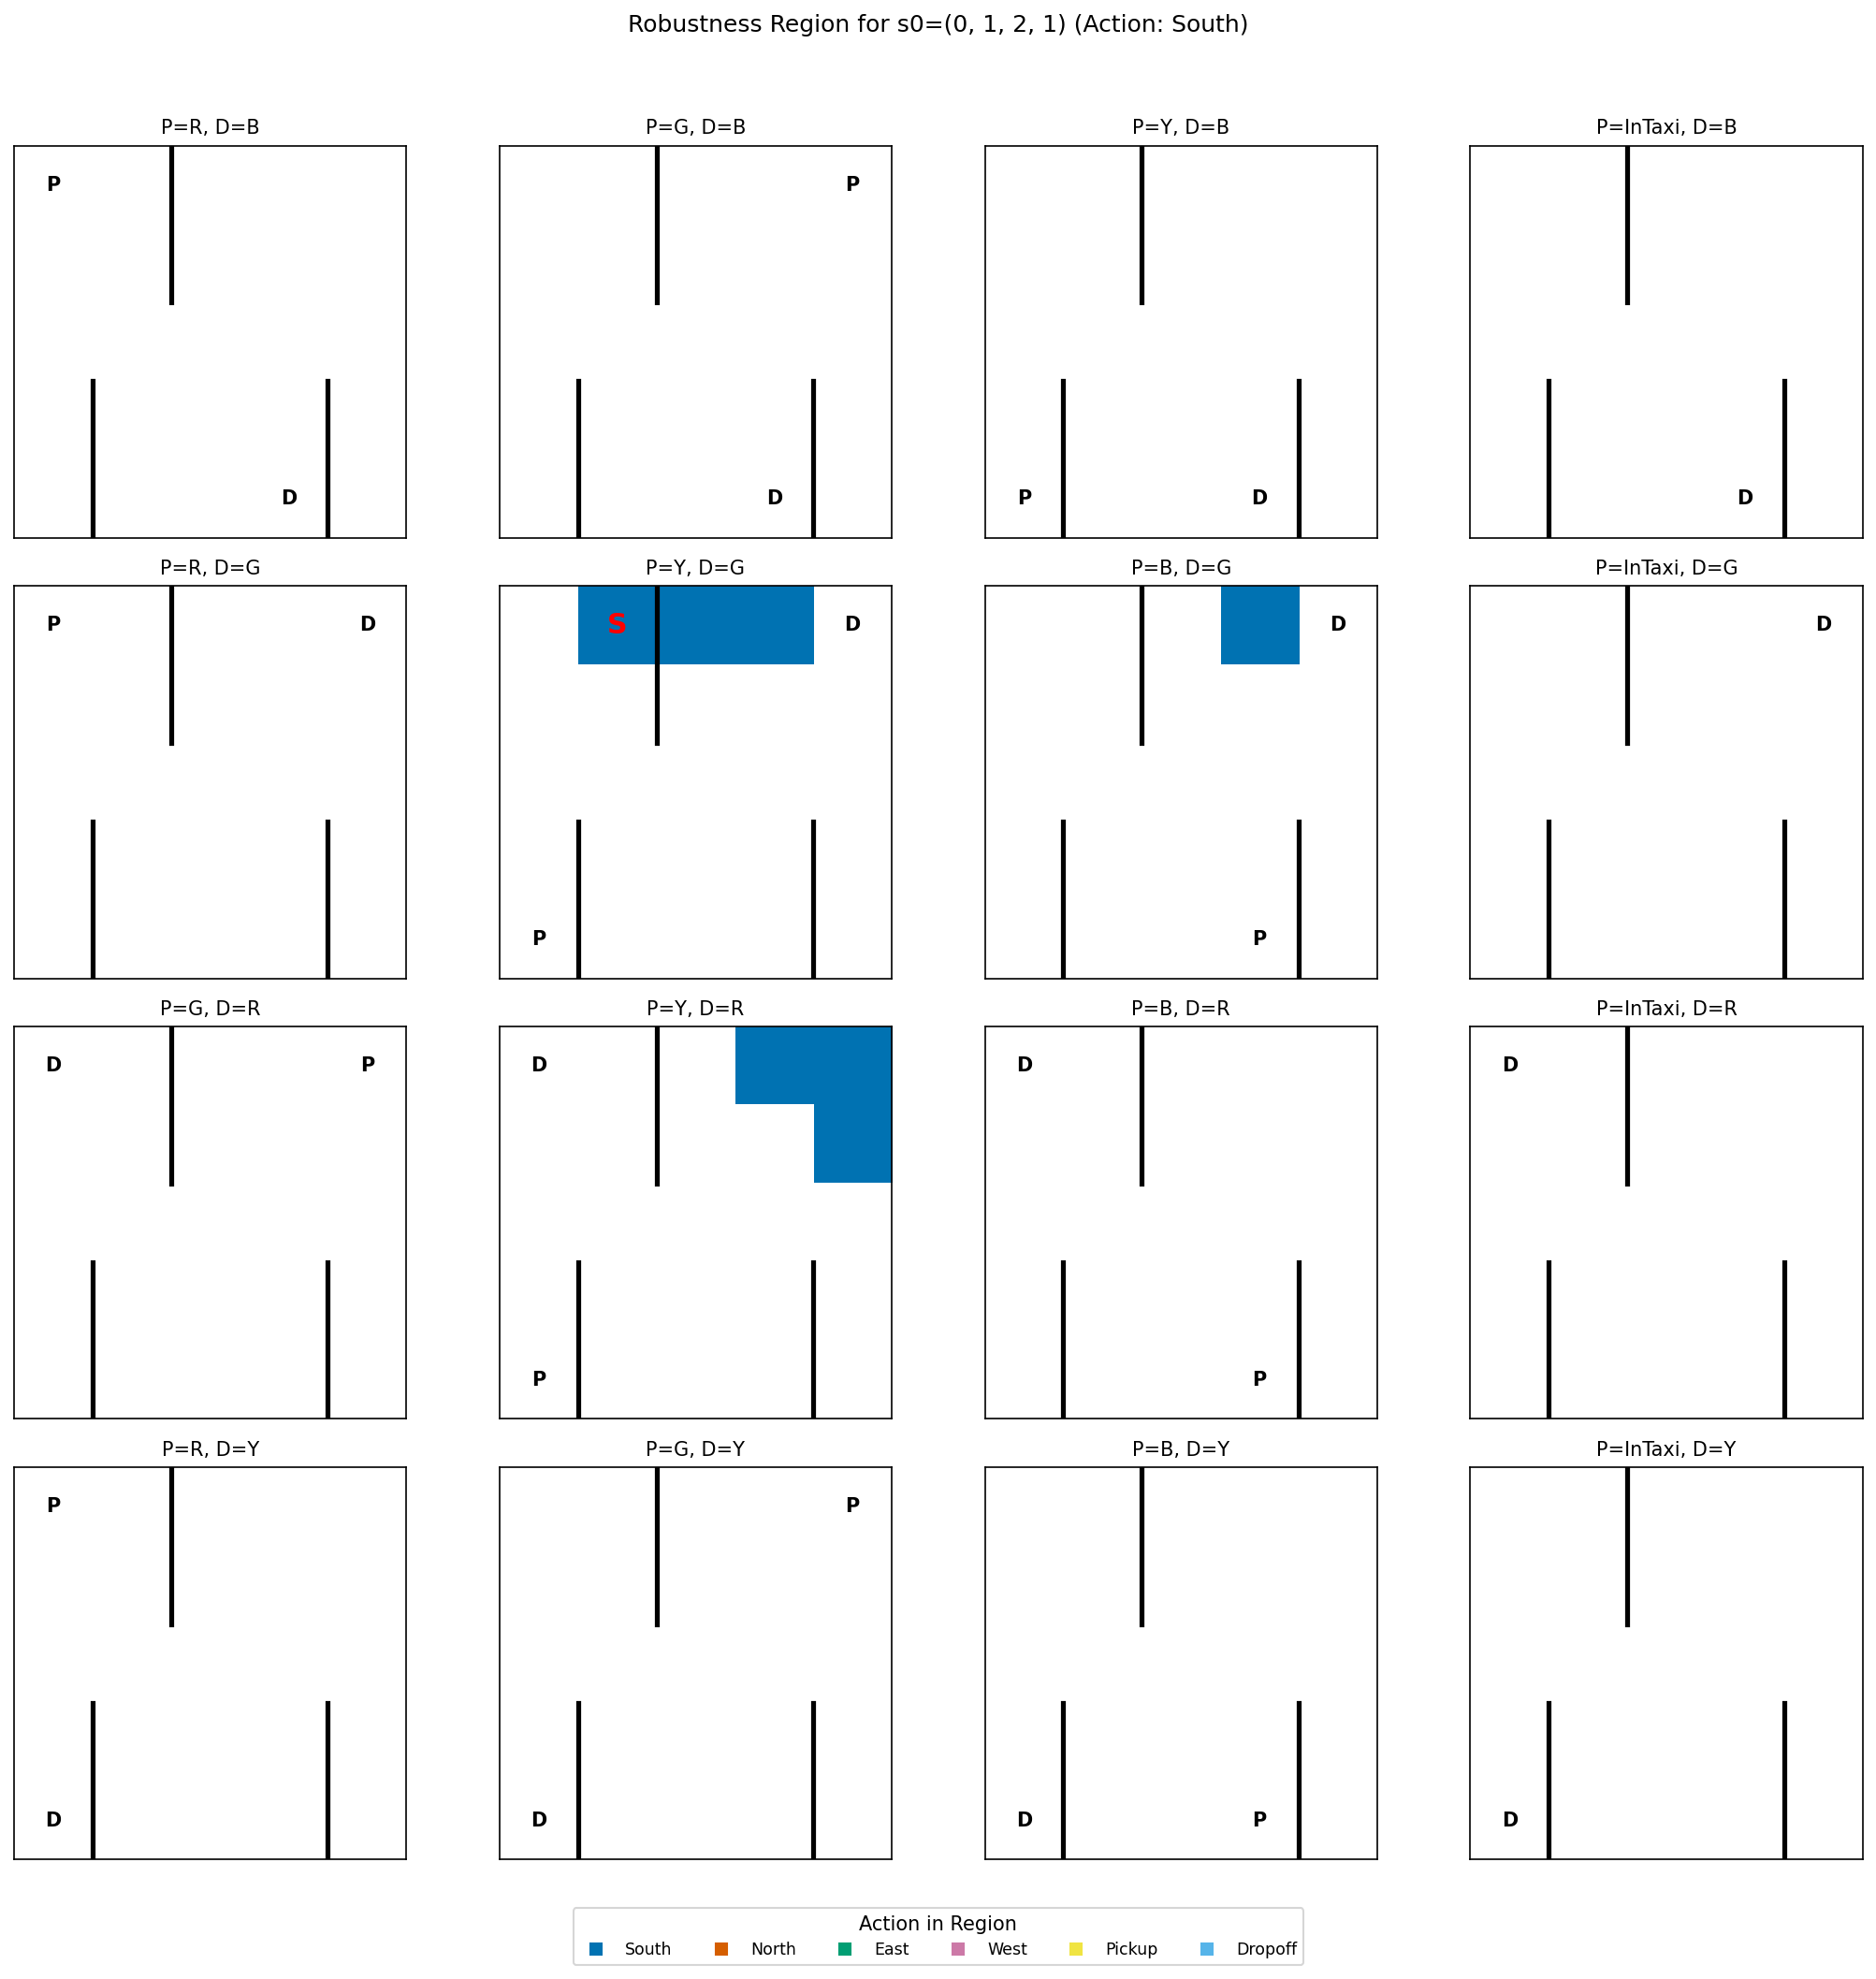 Robustness Region for s0=(0, 1, 2, 1) (Action: South)
P=R, D=B
P=G, D=B
P=Y, D=B
P=InTaxi, D=B
P
P
D
D
P
D
D
P=R, D=G
P=Y, D=G
P=B, D=G
P=InTaxi, D=G
P
D
S
D
D
D
P
P
P=G, D=R
P=Y, D=R
P=B, D=R
P=InTaxi, D=R
D
P
D
D
D
P
P
P=R, D=Y
P=G, D=Y
P=B, D=Y
P=InTaxi, D=Y
P
P
D
D
D
P
D
Action in Region
South
North
East
West
Pickup
Dropoff